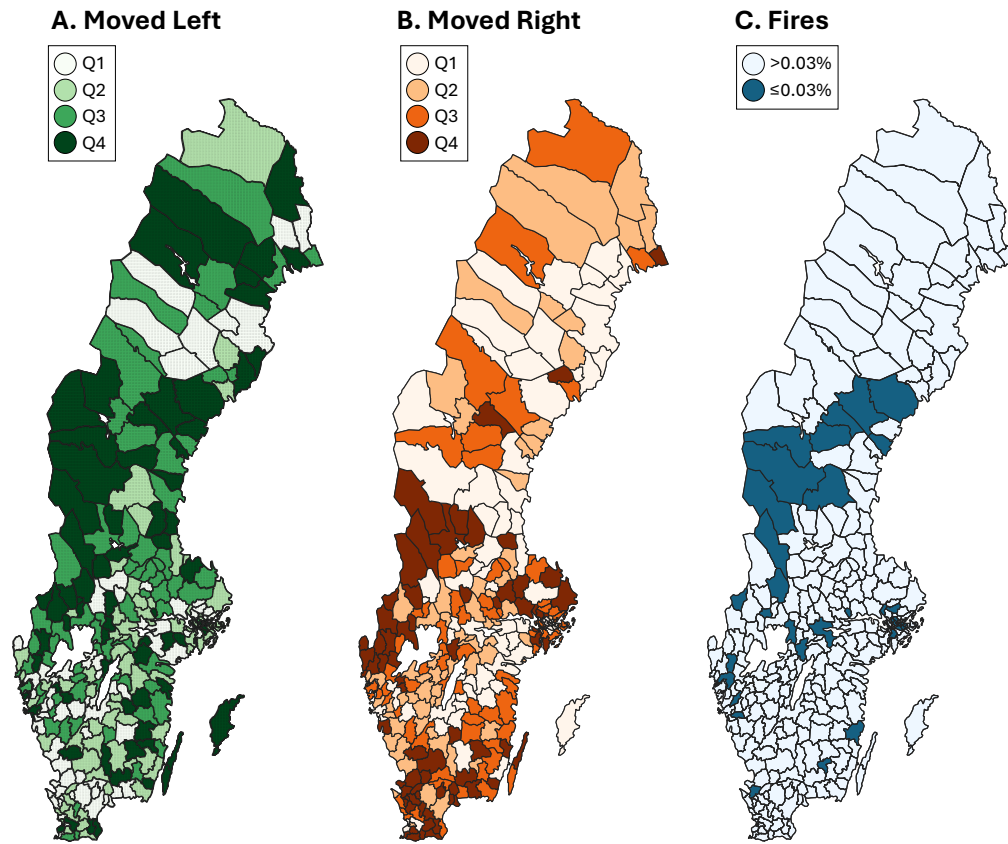 A. Moved Left
Q1
Q2
Q3
Q4
B. Moved Right
Q1
Q2
Q3
Q4
C. Fires
>0.03%
≤0.03%